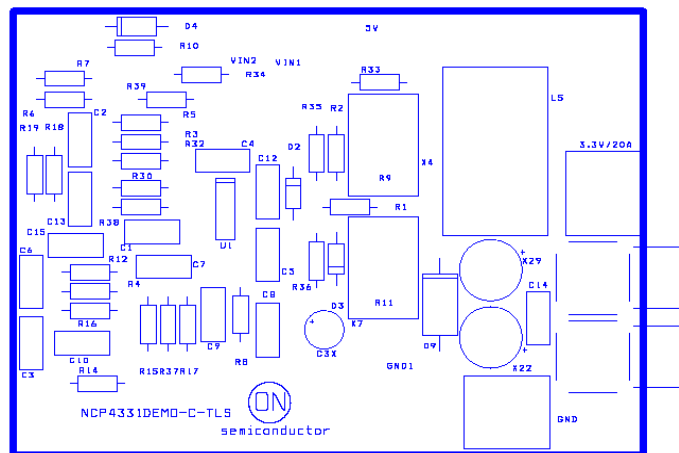 D4
5V
R10
VIN2 VIN1
R7
R34
R33
R39
L5
R6
C2
R5
R35 R2
R19 R18
R3
R32
C4
D2
3.3V/20A
C12
X4
R30
R9
C13
R38
R1
C15
C1
U1
C6
R12
C7
C5
X29
R4
R36
C14
C8
D3
R11
R16
X7
C9
C10
R8
C3X
D9
C3
R14
R15R37R17
GND1
X22
NCP4331DEMO-C-TLS
ON
semiconductor
GND